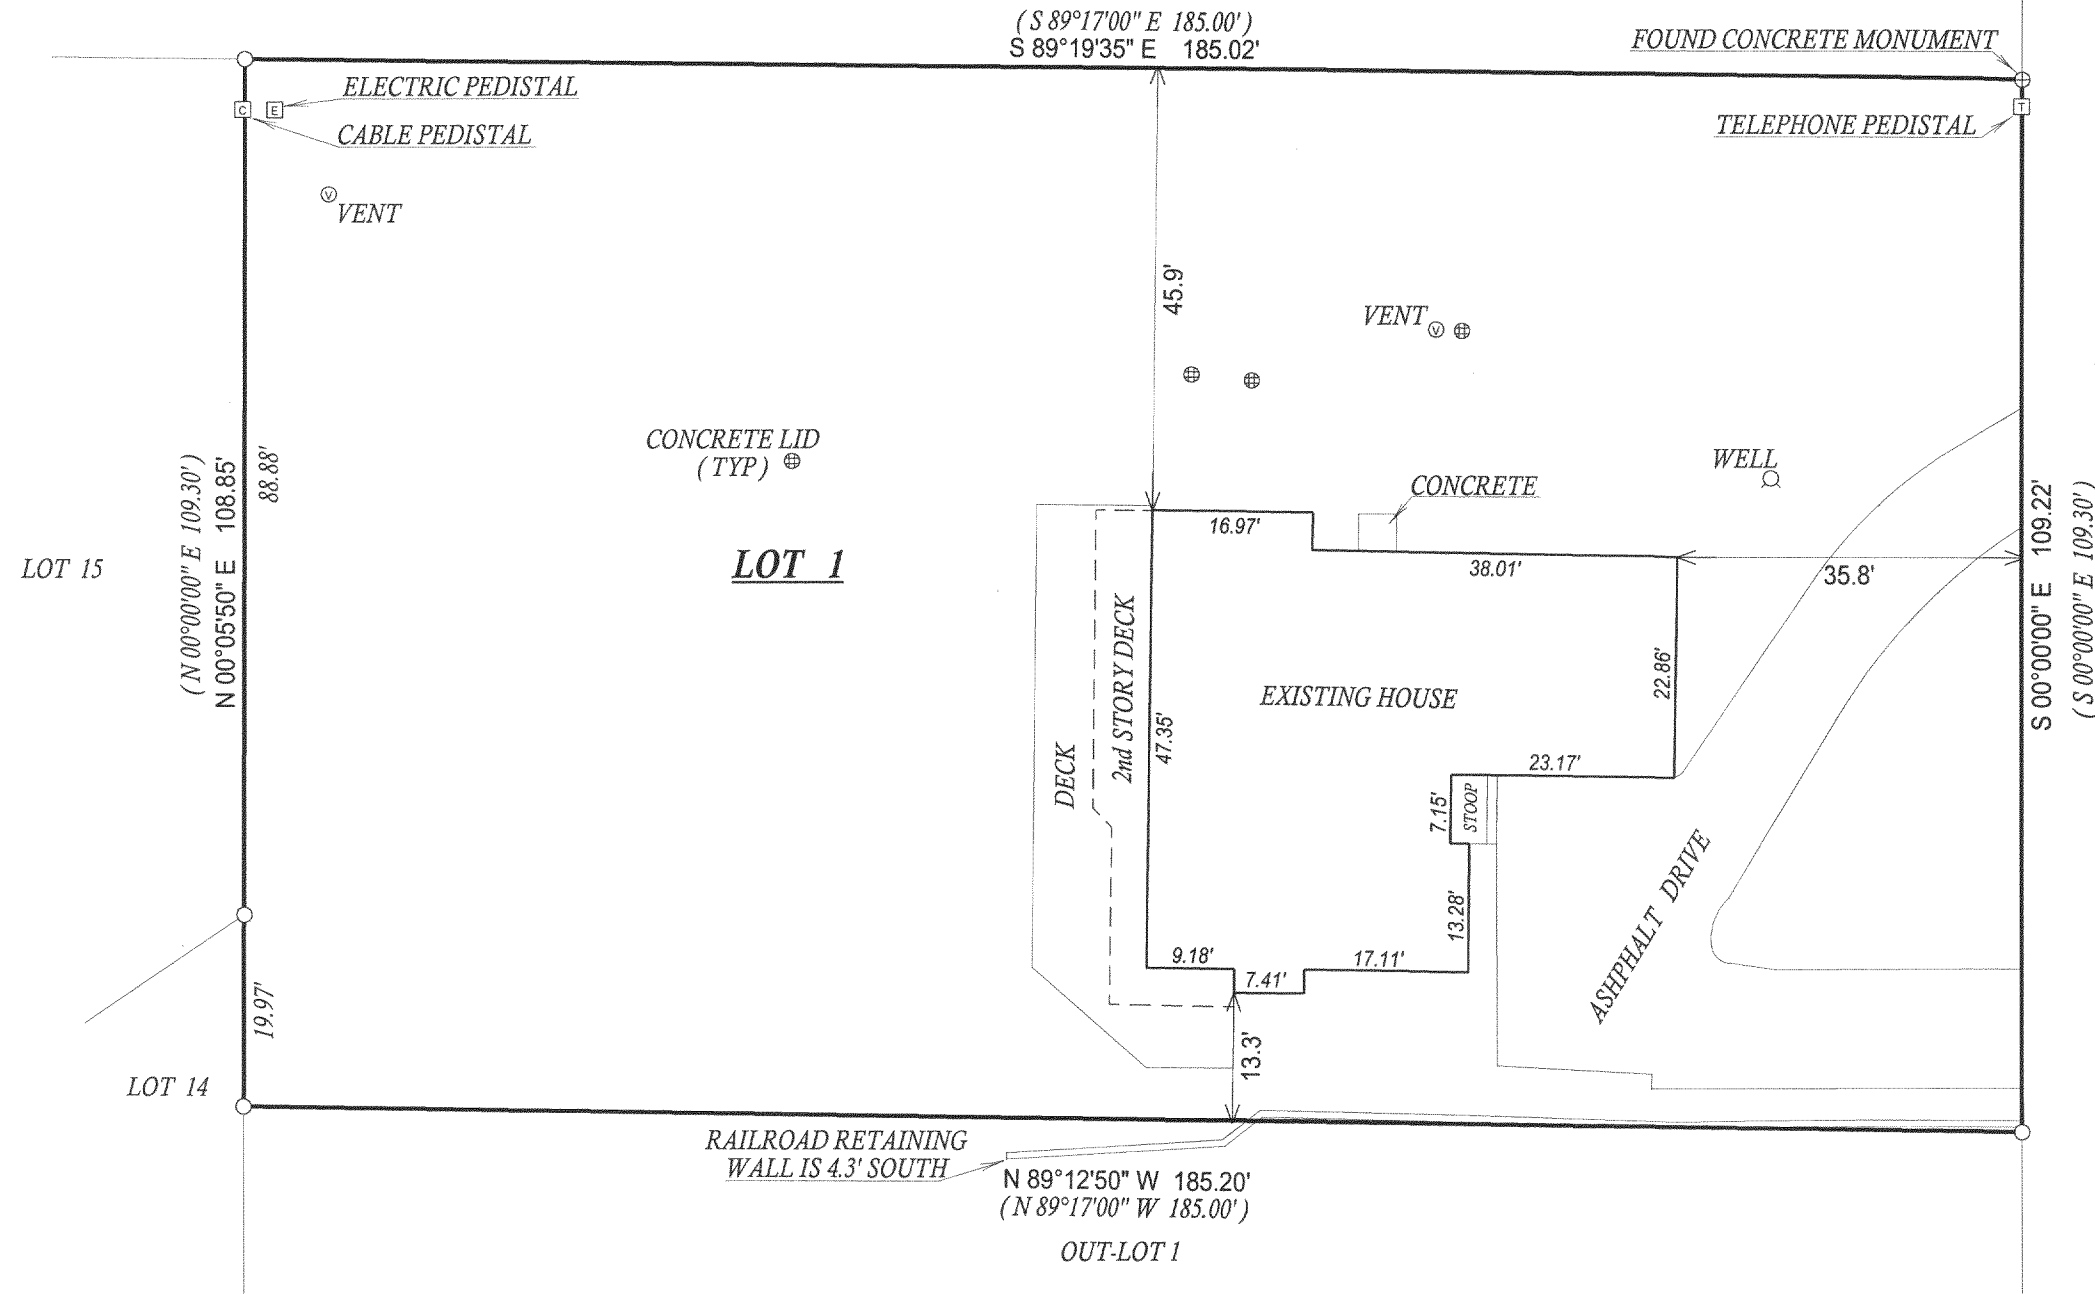 ( S 89°17'00" E 185.00' )
S 89°19'35" E 185.02'
FOUND CONCRETE MONUMENT
ELECTRIC PEDISTAL
C
E
T
CABLE PEDISTAL
TELEPHONE PEDISTAL
V
VENT
45.9'
VENT
V
CONCRETE LID
( TYP )
WELL
CONCRETE
( N 00°00'00" E 109.30' )
N 00°05'50" E 108.85'
88.88'
16.97'
38.01'
35.8'
LOT 15
LOT 1
S 00°00'00" E 109.22'
( S 00°00'00" E 109.30' )
2nd STORY DECK
22.86'
EXISTING HOUSE
47.35'
DECK
23.17'
7.15'
STOOP
13.28'
ASHPHALT DRIVE
9.18'
7.41'
17.11'
19.97'
13.3'
LOT 14
RAILROAD RETAINING
WALL IS 4.3' SOUTH
N 89°12'50" W 185.20'
( N 89°17'00" W 185.00' )
OUT-LOT 1